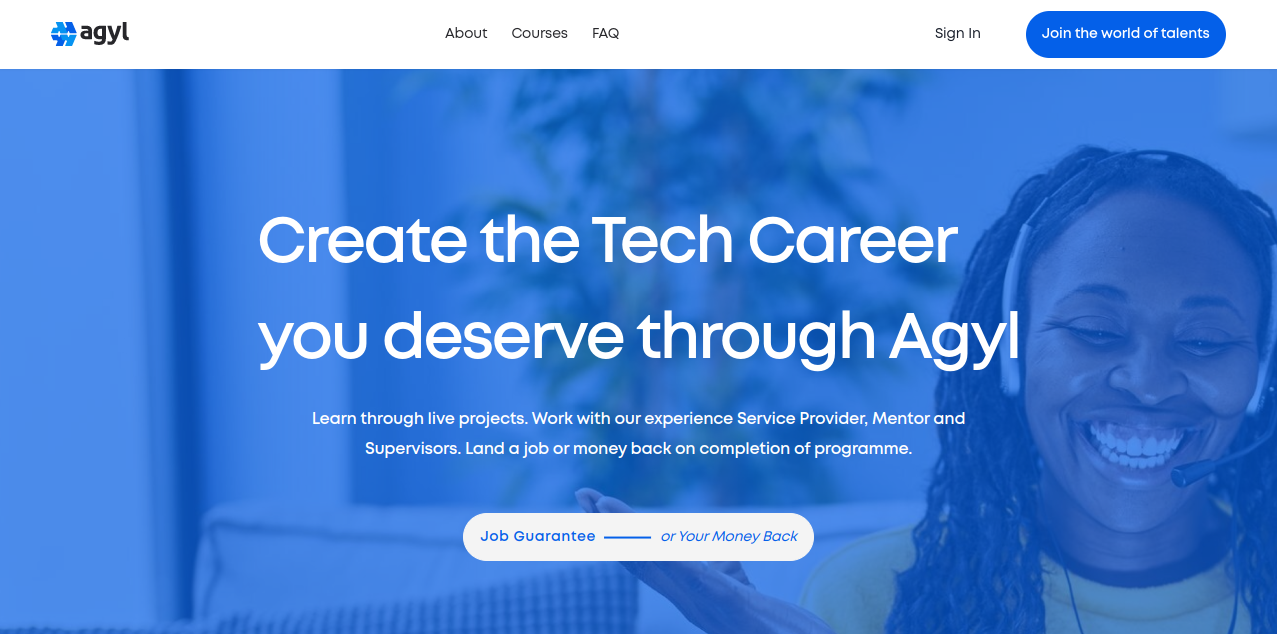 agyl
About
Courses
FAQ
Sign In
Join the world of talents
Create the Tech Career
you deserve through Agyl
Learn through live projects. Work with our experience Service Provider, Mentor and
Supervisors. Land a job or money back on completion of programme.
Job Guarantee
or Your Money Back